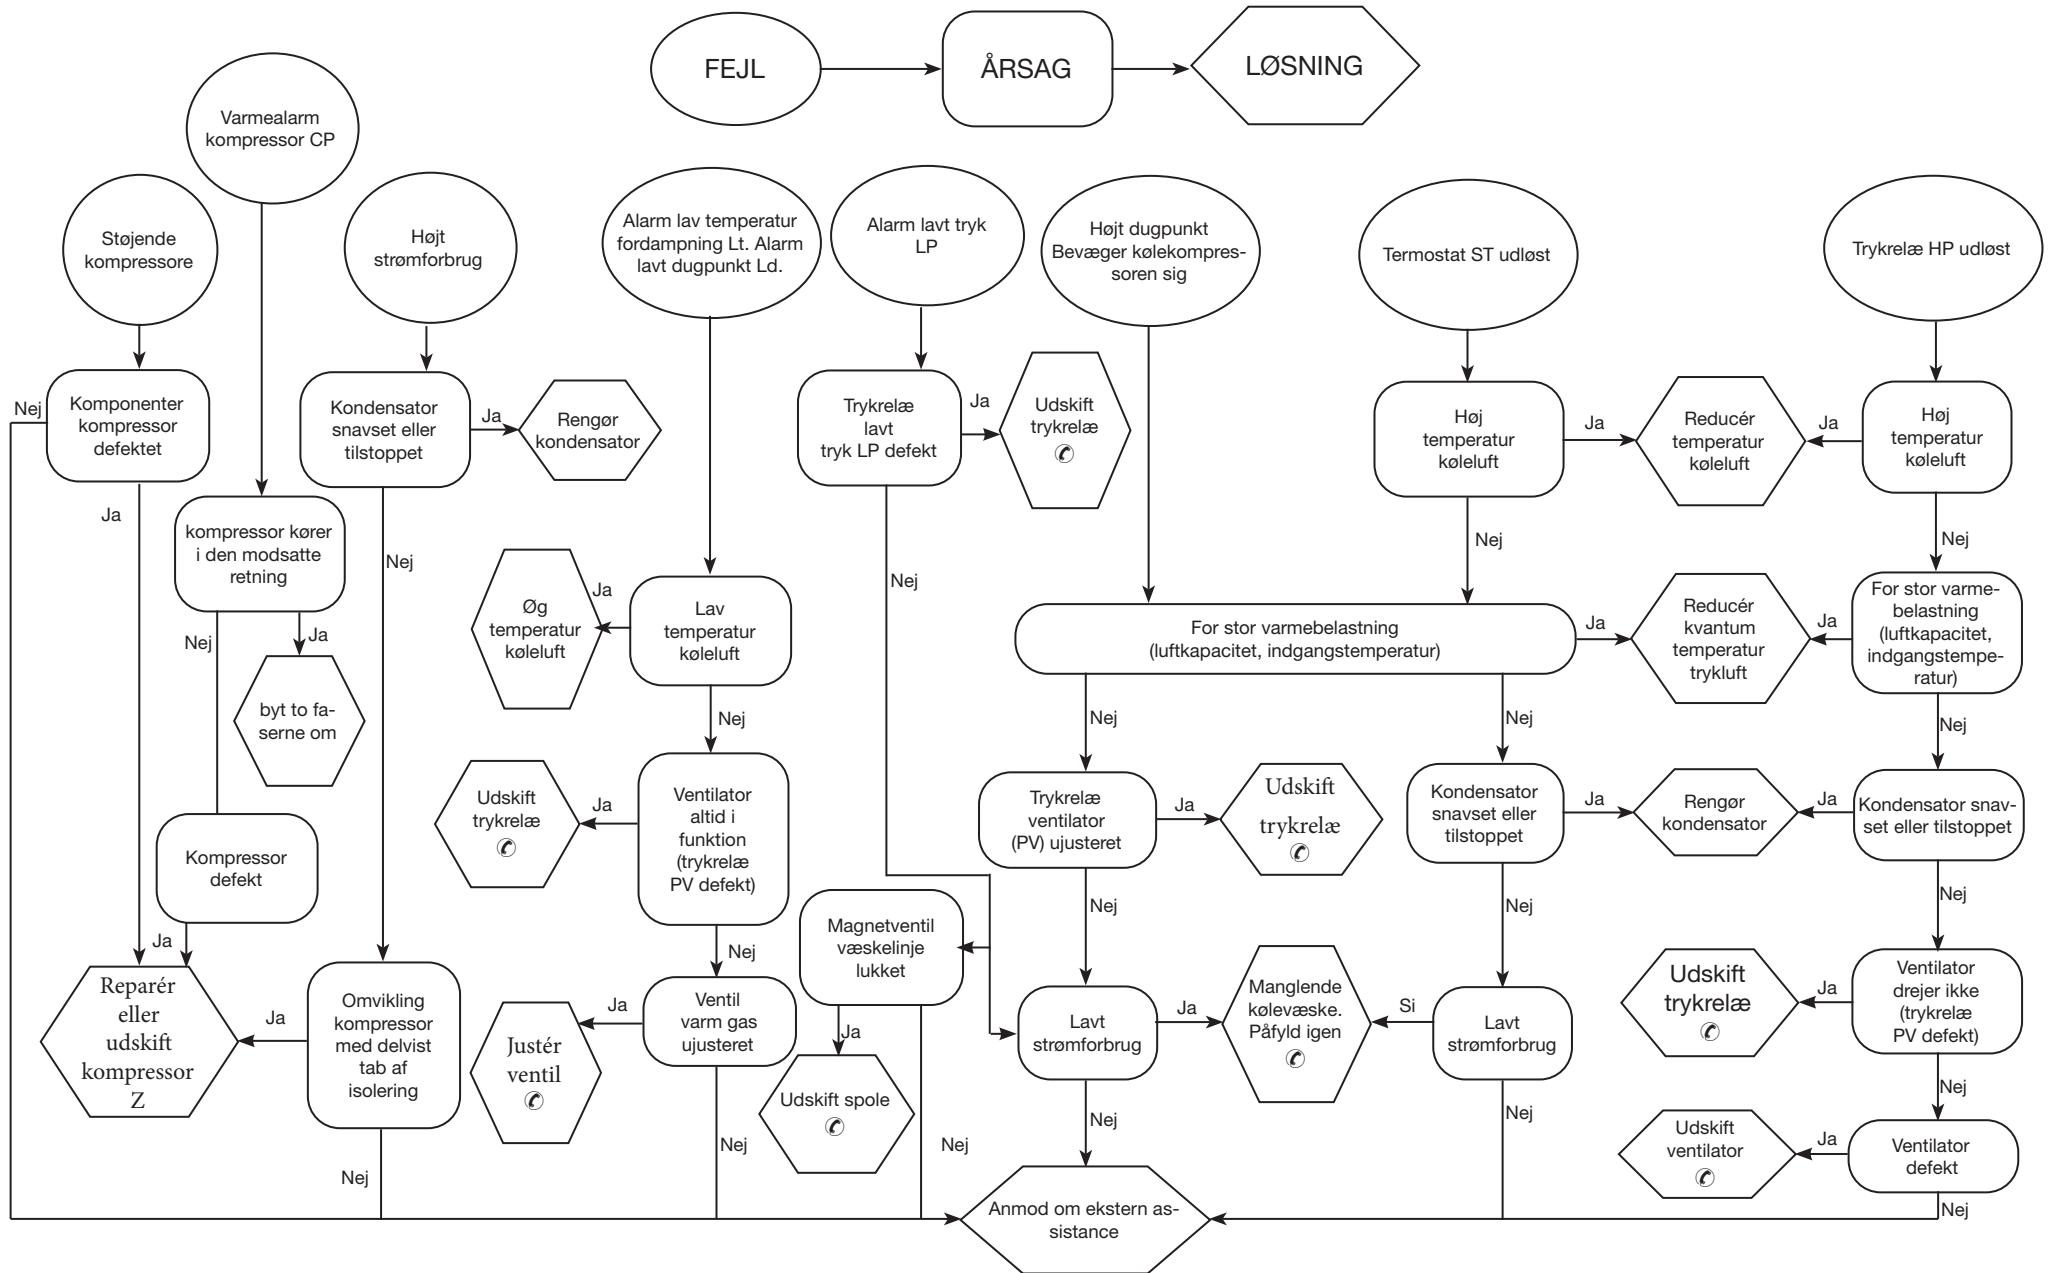 FEJL
ÅRSAG
LØSNING
Varmealarm
kompressor CP
Støjende
kompressore
Højt
strømforbrug
Alarm lav temperatur
fordampning Lt. Alarm
lavt dugpunkt Ld.
Alarm lavt tryk
LP
Højt dugpunkt
Bevæger kølekompres-
soren sig
Termostat ST udløst
Trykrelæ HP udløst
Nej
Komponenter
kompressor
defektet
Ja
Kondensator
snavset eller
tilstoppet
Ja
Rengør
kondensator
Trykrelæ
lavt
tryk LP defekt
Ja
Udskift
trykrelæ
Høj
temperatur
køleluft
Ja
Reducér
temperatur
køleluft
Ja
Høj
temperatur
køleluft
kompressor kører
i den modsatte
retning
Nej
Ja
byt to fa-
serne om
Nej
Øg
temperatur
køleluft
Ja
Lav
temperatur
køleluft
Nej
Nej
Nej
Nej
For stor varmebelastning
(luftkapacitet, indgangstemperatur)
Ja
Reducér
kvantum
temperatur
trykluft
Ja
For stor varme-
belastning
(luftkapacitet,
indgangstempe-
ratur)
Nej
Nej
Nej
Nej
Kompressor
defekt
Ja
Udskift
trykrelæ
Ja
Ventilator
altid i
funktion
(trykrelæ
PV defekt)
Trykrelæ
ventilator
(PV) ujusteret
Ja
Udskift
trykrelæ
Kondensator
snavset eller
tilstoppet
Ja
Rengør
kondensator
Ja
Kondensator snav-
set eller tilstoppet
Nej
Nej
Nej
Nej
Magnetventil
væskelinje
lukket
Reparér
eller
udskift
kompressor
Z
Ja
Omvikling
kompressor
med delvist
tab af
isolering
Justér
ventil
Ja
Ventil
varm gas
ujusteret
Ja
Udskift spole
Lavt
strømforbrug
Ja
Manglende
kølevæske.
Påfyld igen
Si
Lavt
strømforbrug
Udskift
trykrelæ
Ja
Ventilator
drejer ikke
(trykrelæ
PV defekt)
Nej
Nej
Nej
Nej
Nej
Nej
Udskift
ventilator
Ja
Ventilator
defekt
Nej
Anmod om ekstern as-
sistance